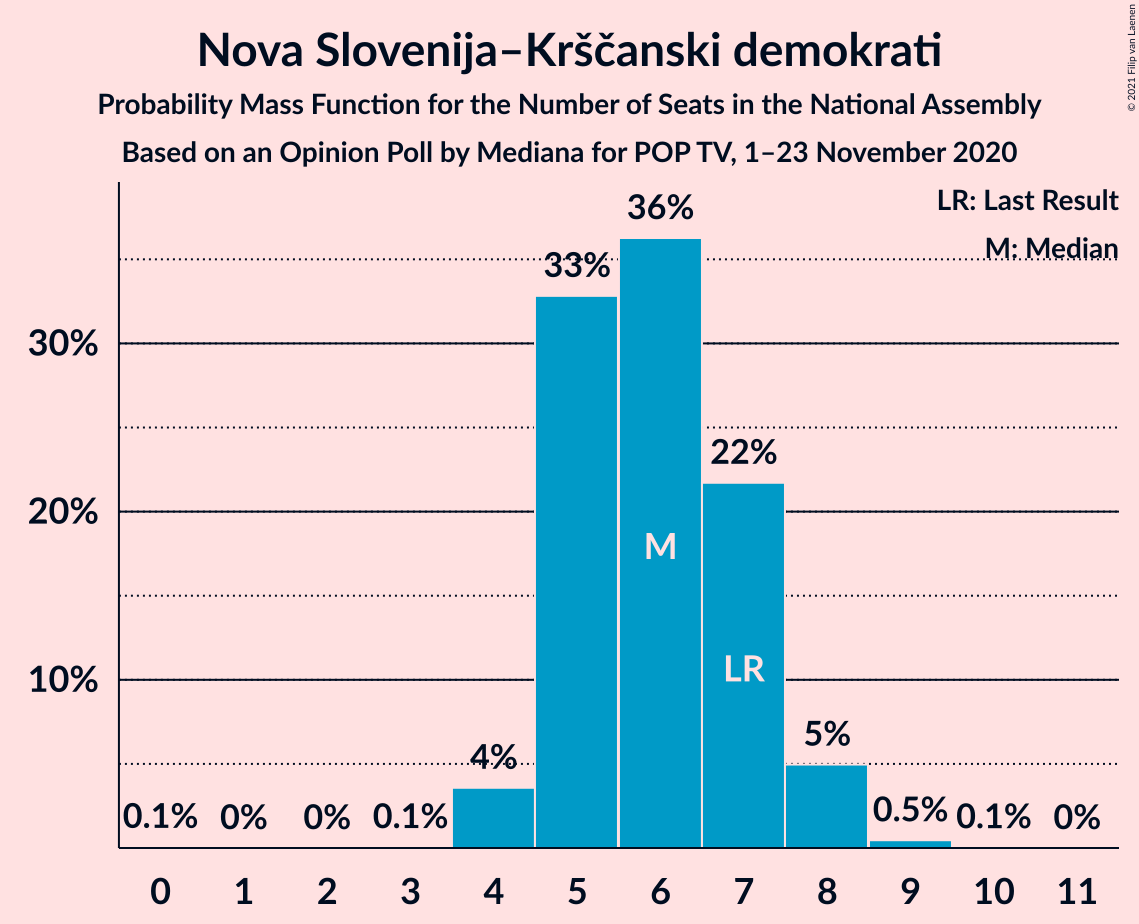 Nova Slovenija–Krščanski demokrati
Probability Mass Function for the Number of Seats in the National Assembly
Based on an Opinion Poll by Mediana for POP TV, 1–23 November 2020
© 2021 Filip van Laenen
LR: Last Result
M: Median
36%
33%
30%
22%
20%
M
LR
10%
5%
4%
0.1% 0% 0% 0.1% 0.5% 0.1% 0%
0 1 2 3 4 5 6 7 8 9 10 11